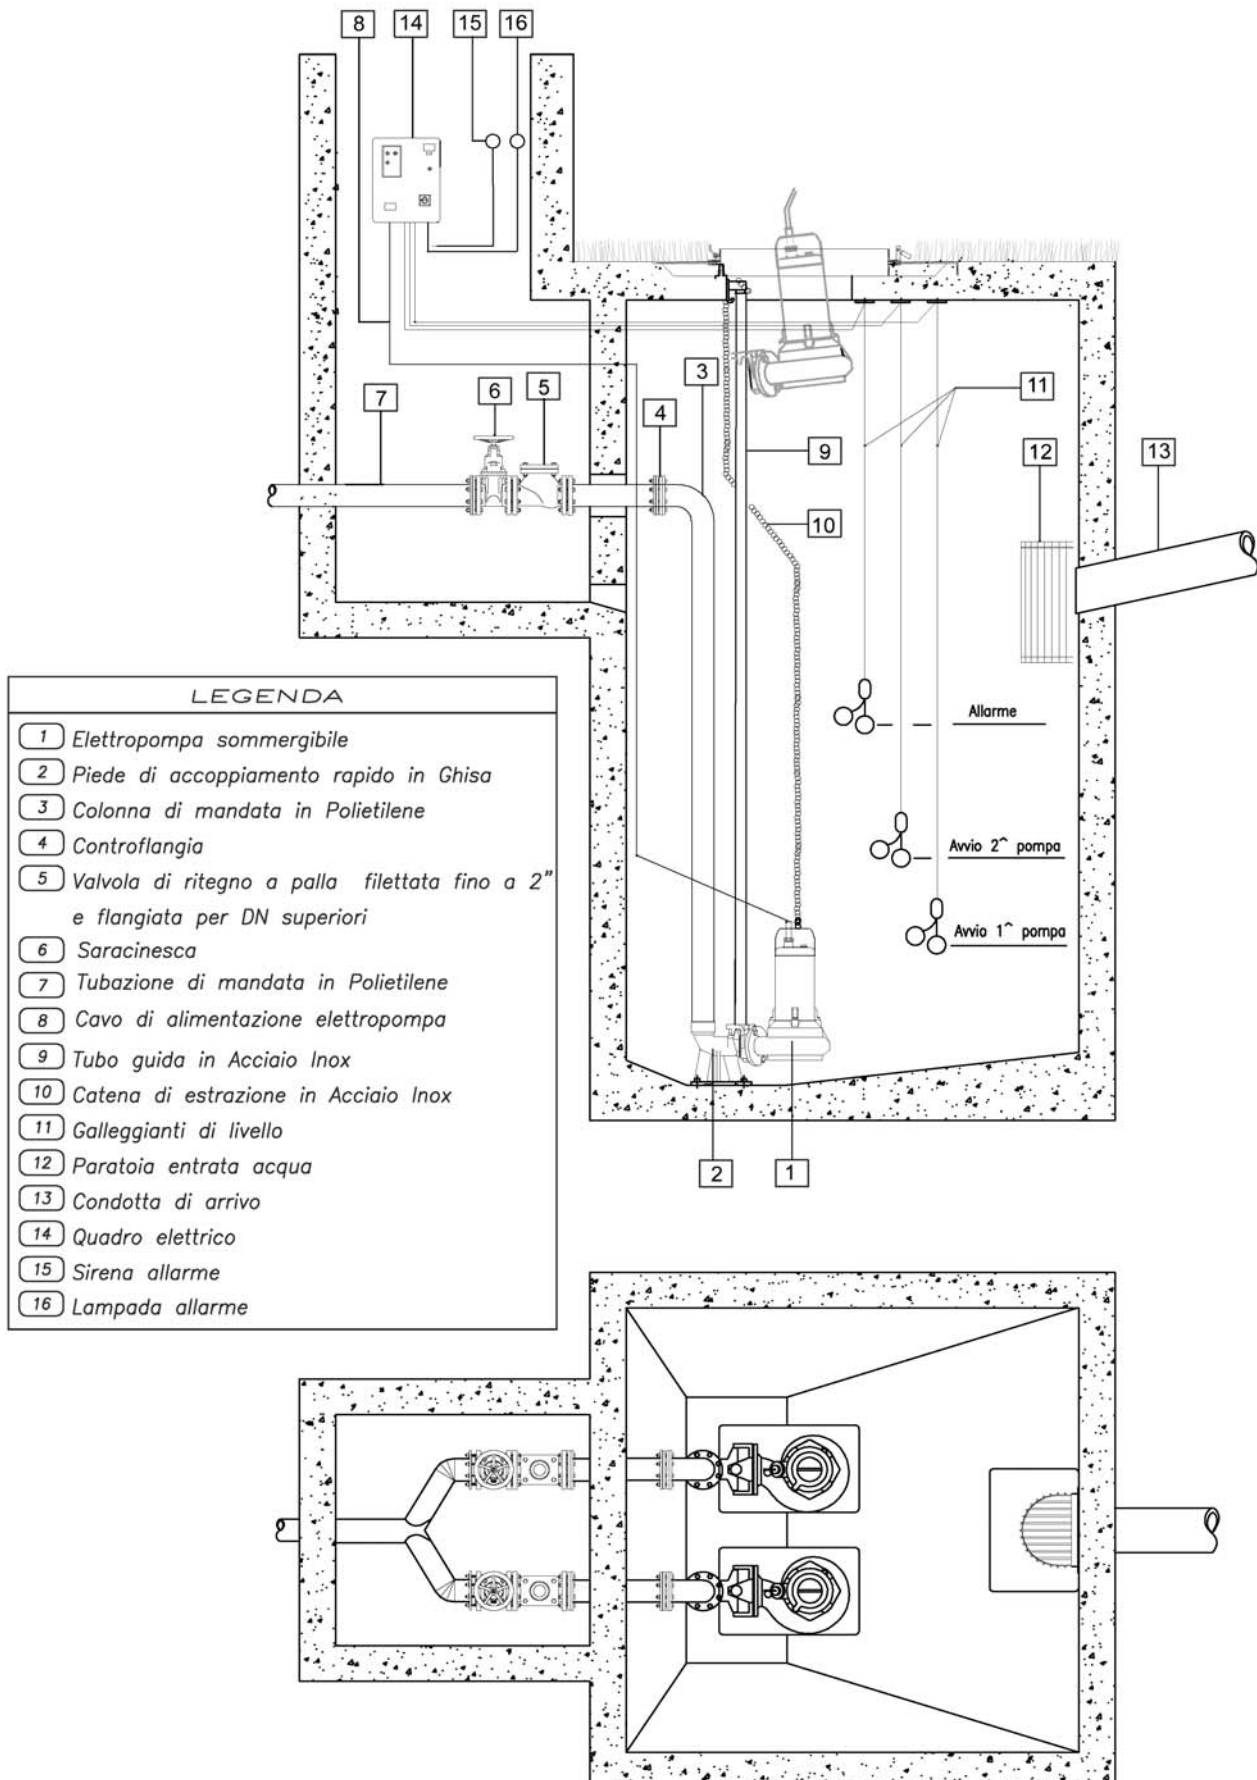 8 14 15 16
3
11
7 6 5 4
9
12 13
10
LEGENDA
1 Elettropompa sommergibile
2 Piede di accoppiamento rapido in Ghisa
3 Colonna di mandata in Polietilene
4 Controflangia
5 Valvola di ritegno a palla filettata fino a 2"
e flangiata per DN superiori
6 Saracinesca
7 Tubazione di mandata in Polietilene
8 Cavo di alimentazione elettropompa
9 Tubo guida in Acciaio Inox
10 Catena di estrazione in Acciaio Inox
11 Galleggianti di livello
12 Paratoia entrata acqua
13 Condotta di arrivo
14 Quadro elettrico
15 Sirena allarme
16 Lampada allarme
Allarme
Avvio 2^ pompa
Avvio 1^ pompa
2 1